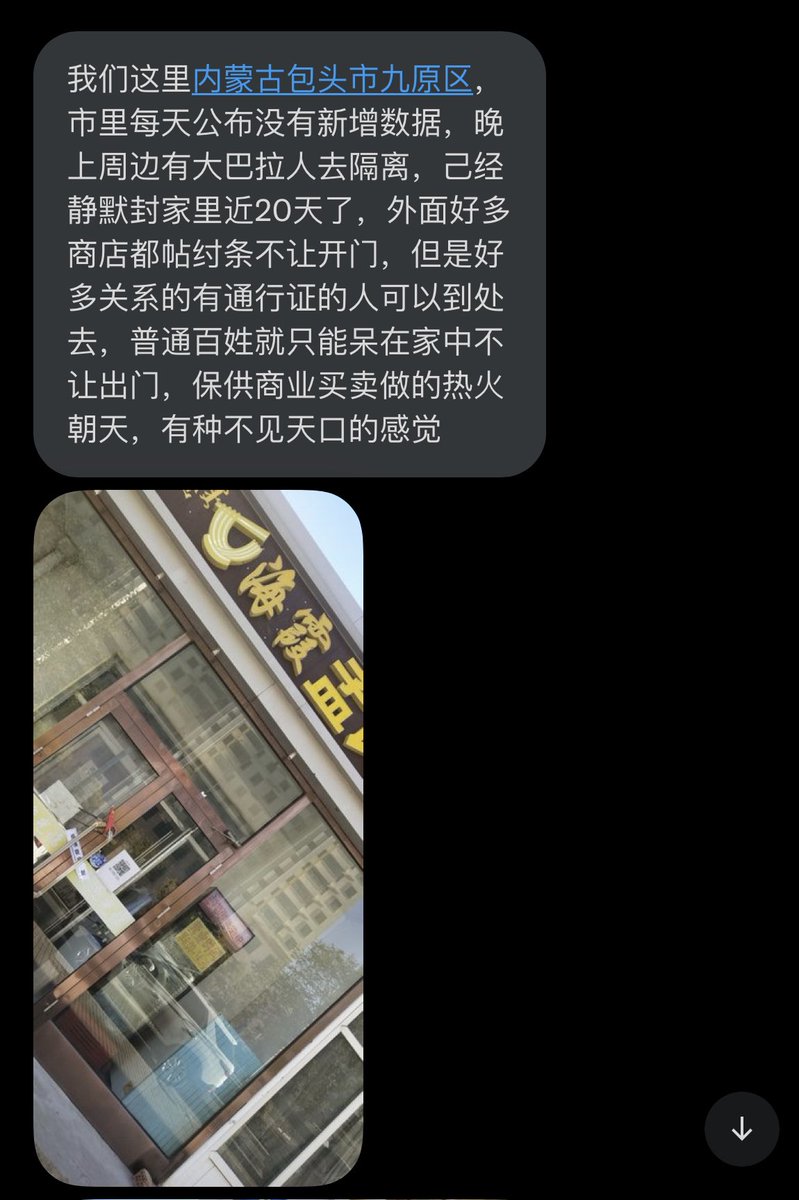 我们这里内蒙古包头市九原区，
市里每天公布没有新增数据，晚
上周边有大巴拉人去隔离，己经
静默封家里近20天了，外面好多
商店都帖纣条不让开门，但是好
多关系的有通行证的人可以到处
去，普通百姓就只能呆在家中不
让出门，保供商业买卖做的热火
朝天，有种不见天口的感觉
海霞